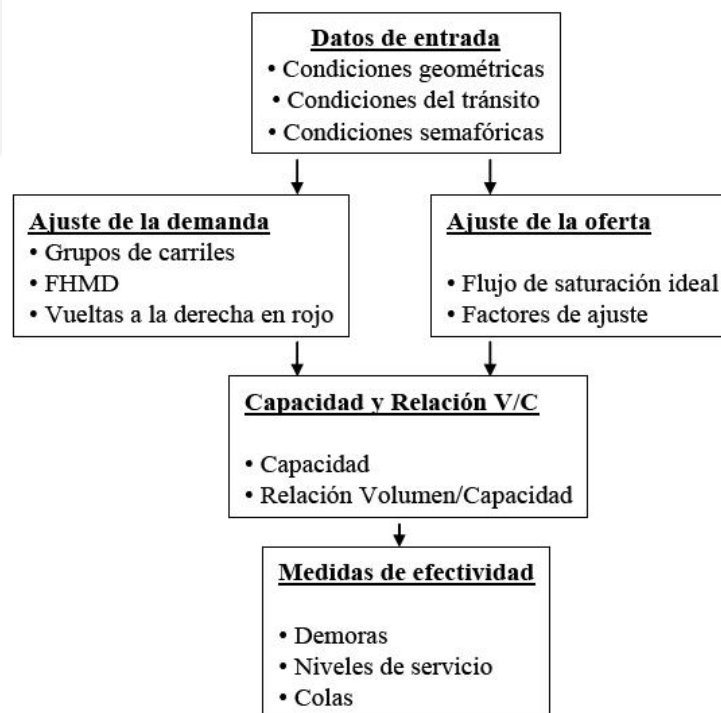 Datos de entrada
• Condiciones geométricas
• Condiciones del tránsito
• Condiciones semafóricas
Ajuste de la demanda
• Grupos de carriles
• FHMD
• Vueltas a la derecha en rojo
Ajuste de la oferta
• Flujo de saturación ideal
• Factores de ajuste
Capacidad y Relación V/C
• Capacidad
• Relación Volumen/Capacidad
Medidas de efectividad
• Demoras
• Niveles de servicio
• Colas